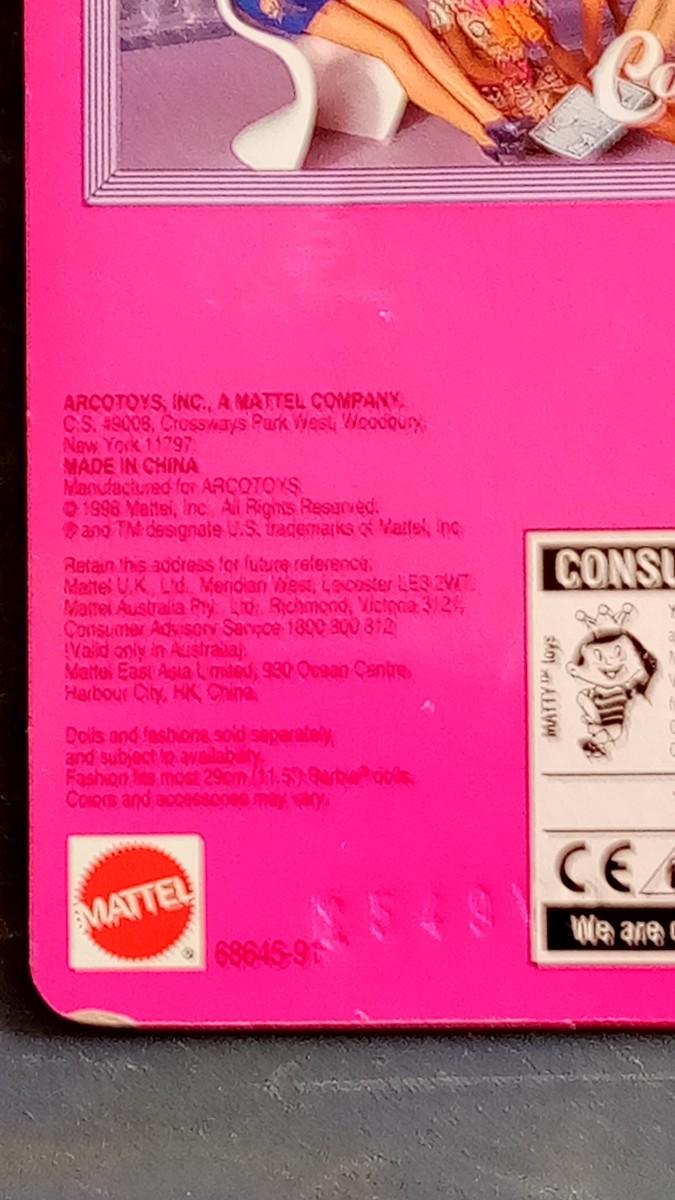 Ca
ARCOTOYS, INC., A MATTEL COMPANY.
C.S. #9008, Crossways Park West, Woodbury,
New York 11797.
MADE IN CHINA
Manufactured for ARCOTOYS.
© 1998 Mattel, Inc. All Rights Reserved.
® and TM designate U.S. trademarks of Mattel, Inc.
Retain this address for future reference:
Mattel U.K. Ltd. Meridian West, Leicester LE3 2WT.
Mattel Australia Pty. Ltd. Richmond, Victoria 3121,
Consumer Advisory Service 1800 800 812
(Valid only in Australia).
Mattel East Asia Limited, 930 Ocean Centre,
Harbour City, HK, China.
Dolls and fashions sold separately,
and subject to availability.
Fashion fits most 29cm (11.5") Barbie® dolls.
Colors and accessories may vary.
MATTEL
®
68645-91
549
CONSU
MATTY™ toys
CE
We are